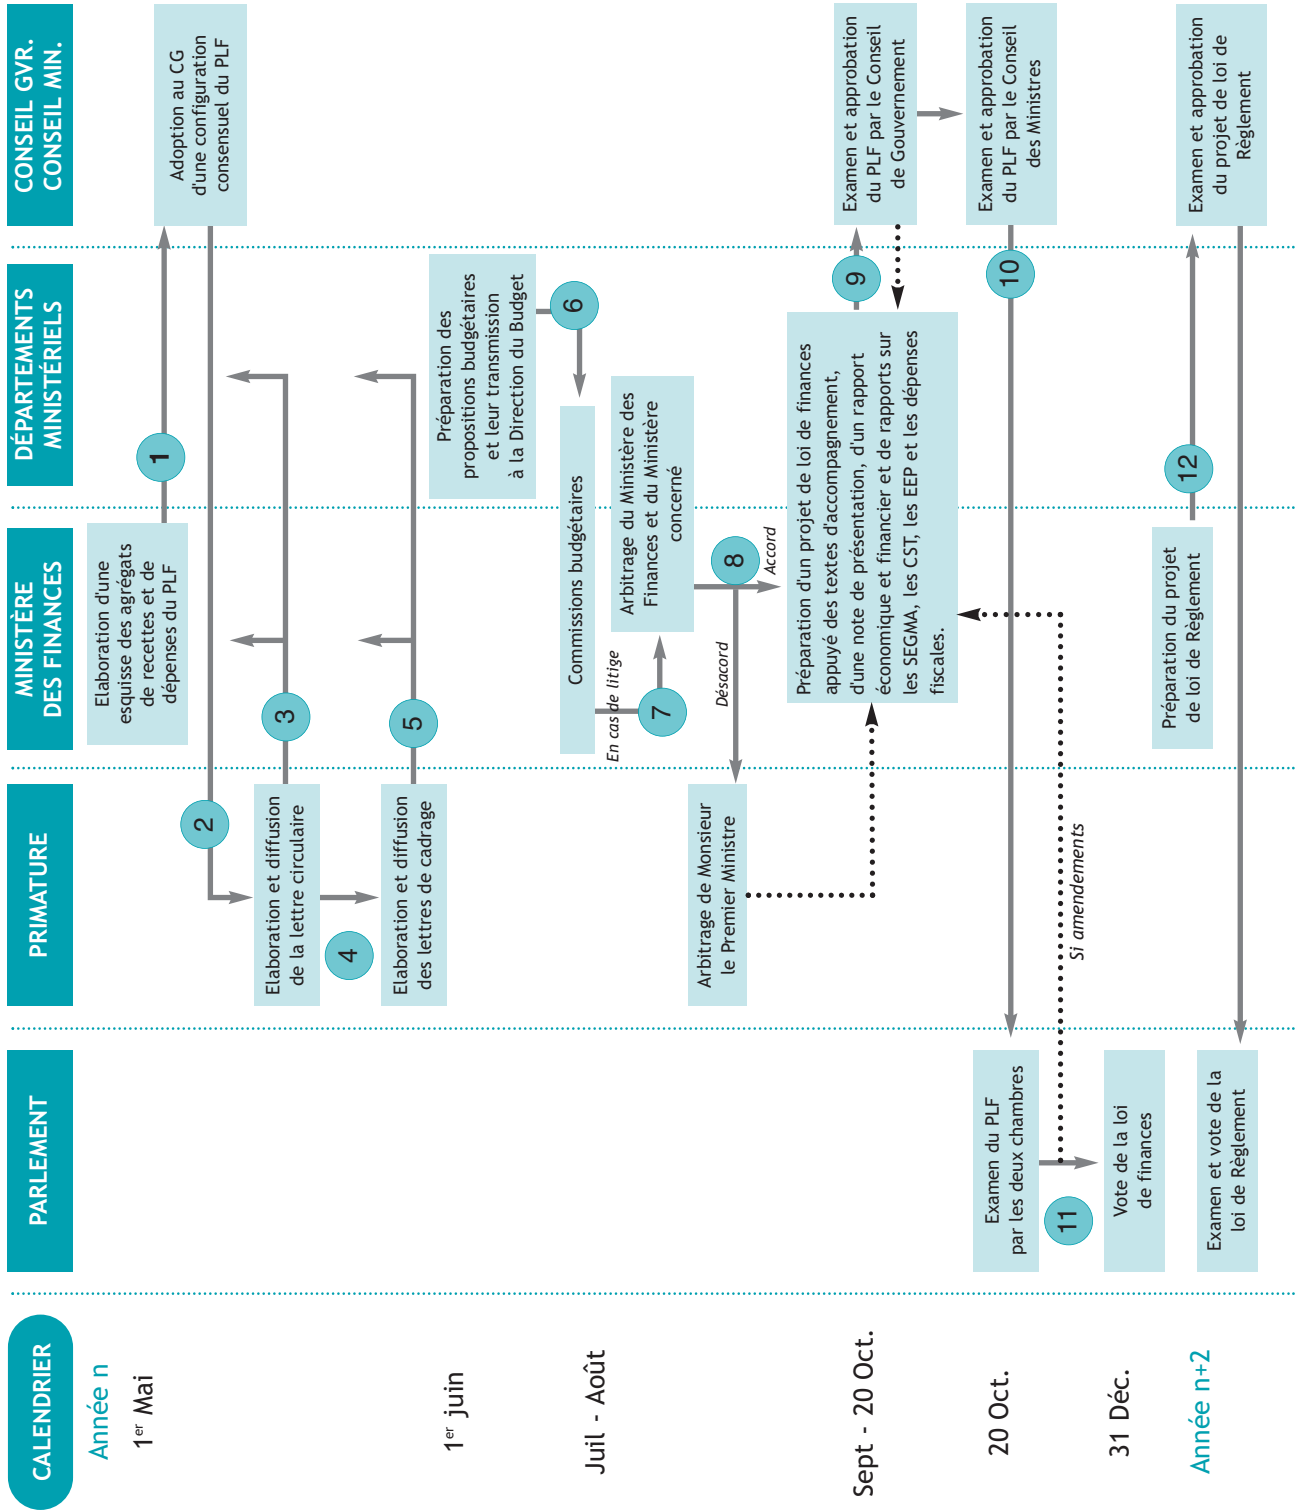 CALENDRIER
PARLEMENT
PRIMATURE
MINISTÈRE
DES FINANCES
DÉPARTEMENTS
MINISTÉRIELS
CONSEIL GVR.
CONSEIL MIN.
Année n
1er Mai
Elaboration d'une
esquisse des agrégats
de recettes et de
dépenses du PLF
1
Adoption au CG
d'une configuration
consensuel du PLF
2
Elaboration et diffusion
de la lettre circulaire
3
4
Elaboration et diffusion
des lettres de cadrage
5
1er juin
Préparation des
propositions budgétaires
et leur transmission
à la Direction du Budget
6
Juil - Août
Commissions budgétaires
En cas de litige
7
Arbitrage du Ministère des
Finances et du Ministère
concerné
8
Désacord
Accord
Arbitrage de Monsieur
le Premier Ministre
Sept - 20 Oct.
Préparation d'un projet de loi de finances
appuyé des textes d'accompagnement,
d'une note de présentation, d'un rapport
économique et financier et de rapports sur
les SEGMA, les CST, les EEP et les dépenses
fiscales.
9
Examen et approbation
du PLF par le Conseil
de Gouvernement
20 Oct.
Examen du PLF
par les deux chambres
10
Examen et approbation
du PLF par le Conseil
des Ministres
11
Si amendements
31 Déc.
Vote de la loi
de finances
Année n+2
Préparation du projet
de loi de Règlement
12
Examen et approbation
du projet de loi de
Règlement
Examen et vote de la
loi de Règlement